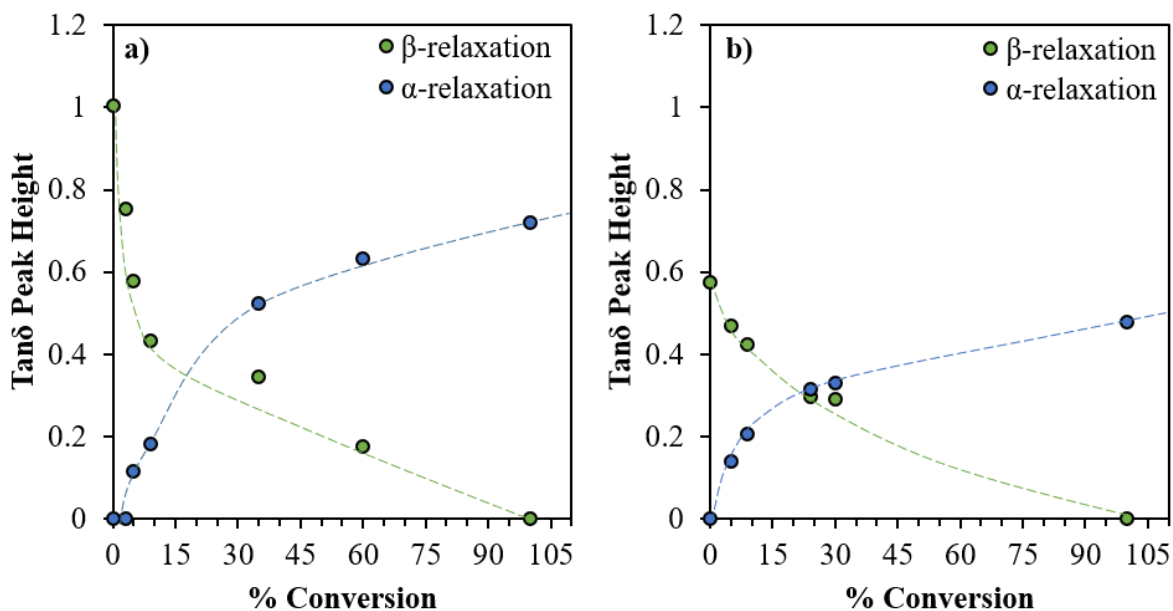 a)
β-relaxation
α-relaxation
1.2
1
0.8
0.6
0.4
0.2
0
Tanδ Peak Height
0 15 30 45 60 75 90 105
% Conversion
b)
β-relaxation
α-relaxation
1.2
1
0.8
0.6
0.4
0.2
0
Tanδ Peak Height
0 15 30 45 60 75 90 105
% Conversion